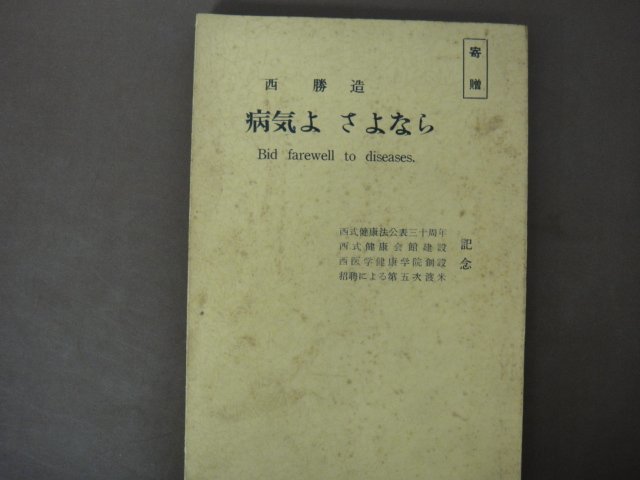 寄贈
西勝造
病気よ さよなら
Bid farewell to diseases.
西式健康法公表三十周年
西式健康会館建設
西医学健康学院創設
招聘による第五次渡米
記念